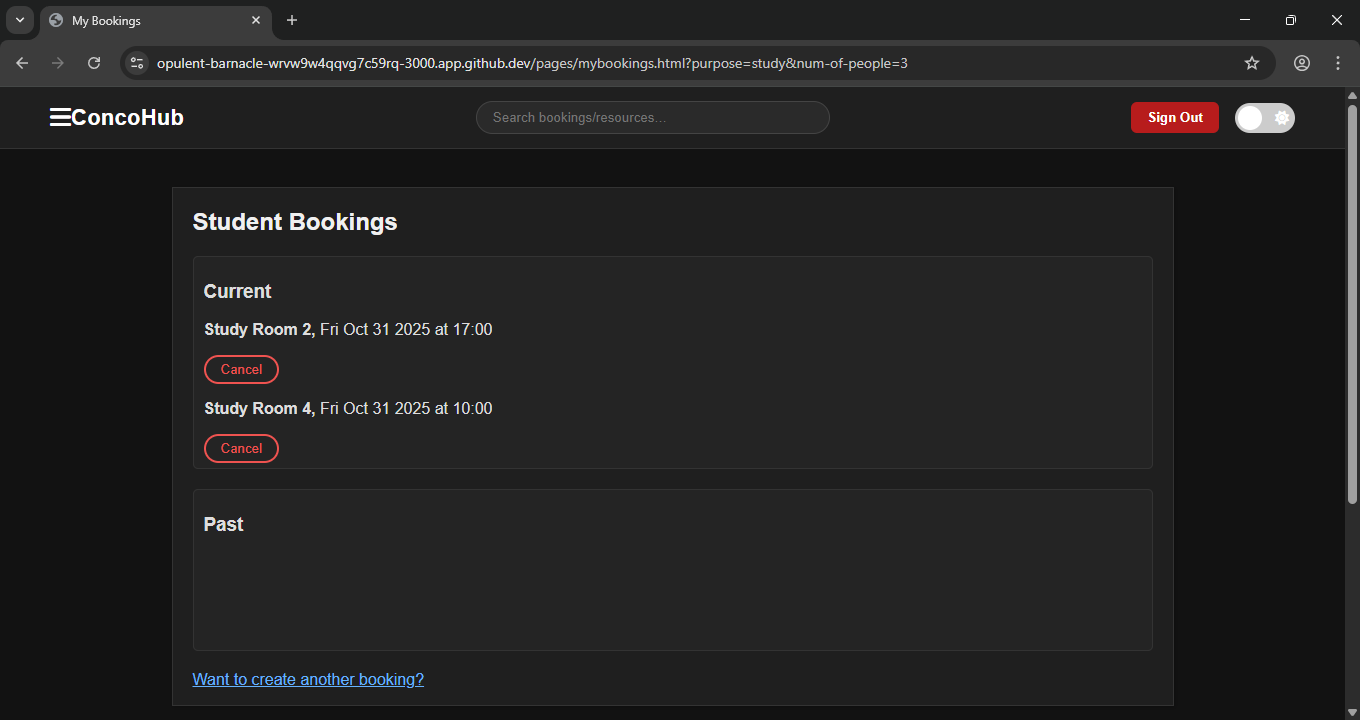 My Bookings
opulent-barnacle-wrvw9w4qqvg7c59rq-3000.app.github.dev/pages/mybookings.html?purpose=study&num-of-people=3
ConcoHub
Search bookings/resources...
Sign Out
Student Bookings
Current
Study Room 2, Fri Oct 31 2025 at 17:00
Cancel
Study Room 4, Fri Oct 31 2025 at 10:00
Cancel
Past
Want to create another booking?